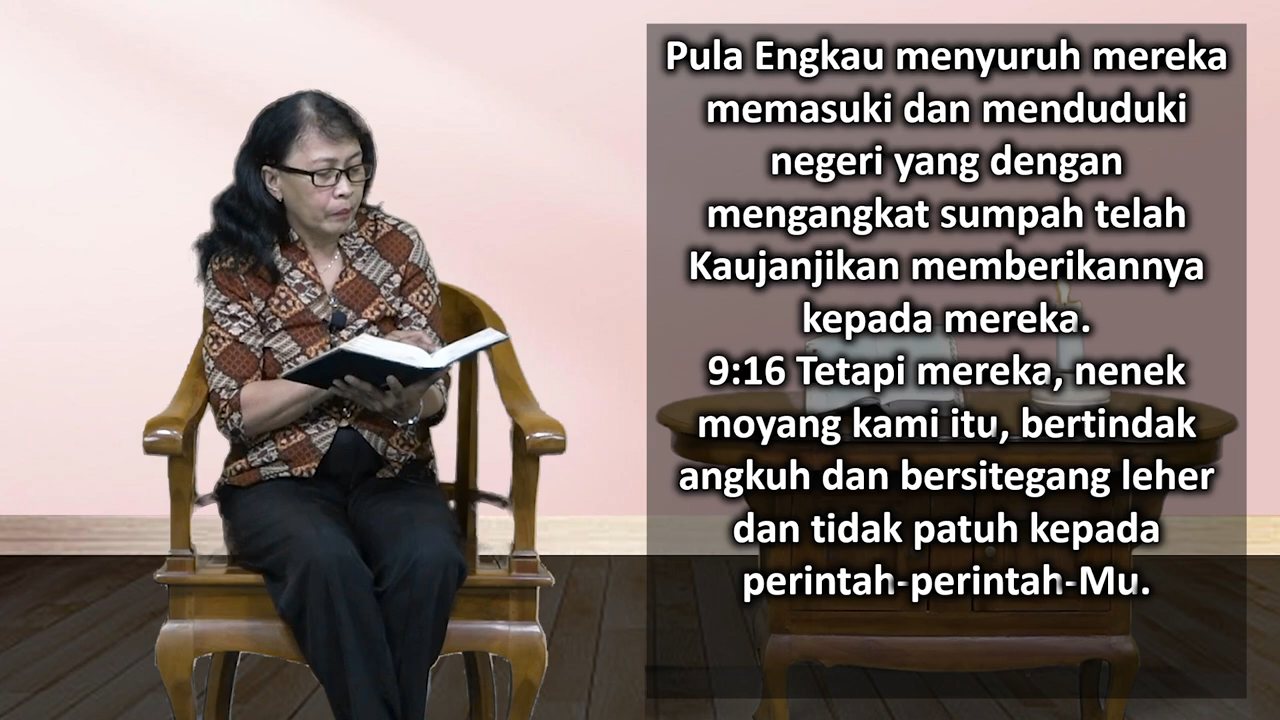 Pula Engkau menyuruh mereka
memasuki dan menduduki
negeri yang dengan
mengangkat sumpah telah
Kaujanjikan memberikannya
kepada mereka.
9:16 Tetapi mereka, nenek
moyang kami itu, bertindak
angkuh dan bersitegang leher
dan tidak patuh kepada
perintah-perintah-Mu.